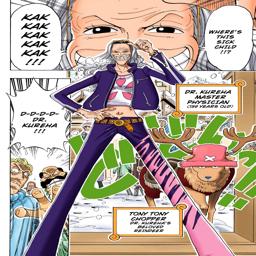 KAK
KAK
KAK
KAK
KAK
!!!
WHERE'S
THIS
SICK
CHILD
!!?
DR. KUREHA
MASTER
PHYSICIAN
(139 YEARS OLD)
D-D-D-D-
DR.
KUREHA
!!!
TONY TONY
CHOPPER
DR. KUREHA'S
BELOVED
REINDEER